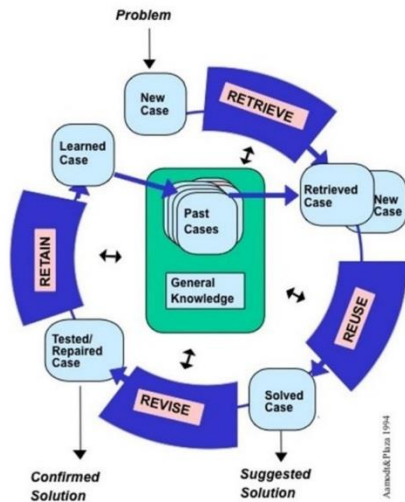 Problem
New
Case
RETRIEVE
Learned
Case
Past
Cases
Retrieved
Case
New
Case
RETAIN
General
Knowledge
REUSE
Tested/
Repaired
Case
REVISE
Solved
Case
Confirmed
Solution
Suggested
Solution
Aamodt&Plaza 1994